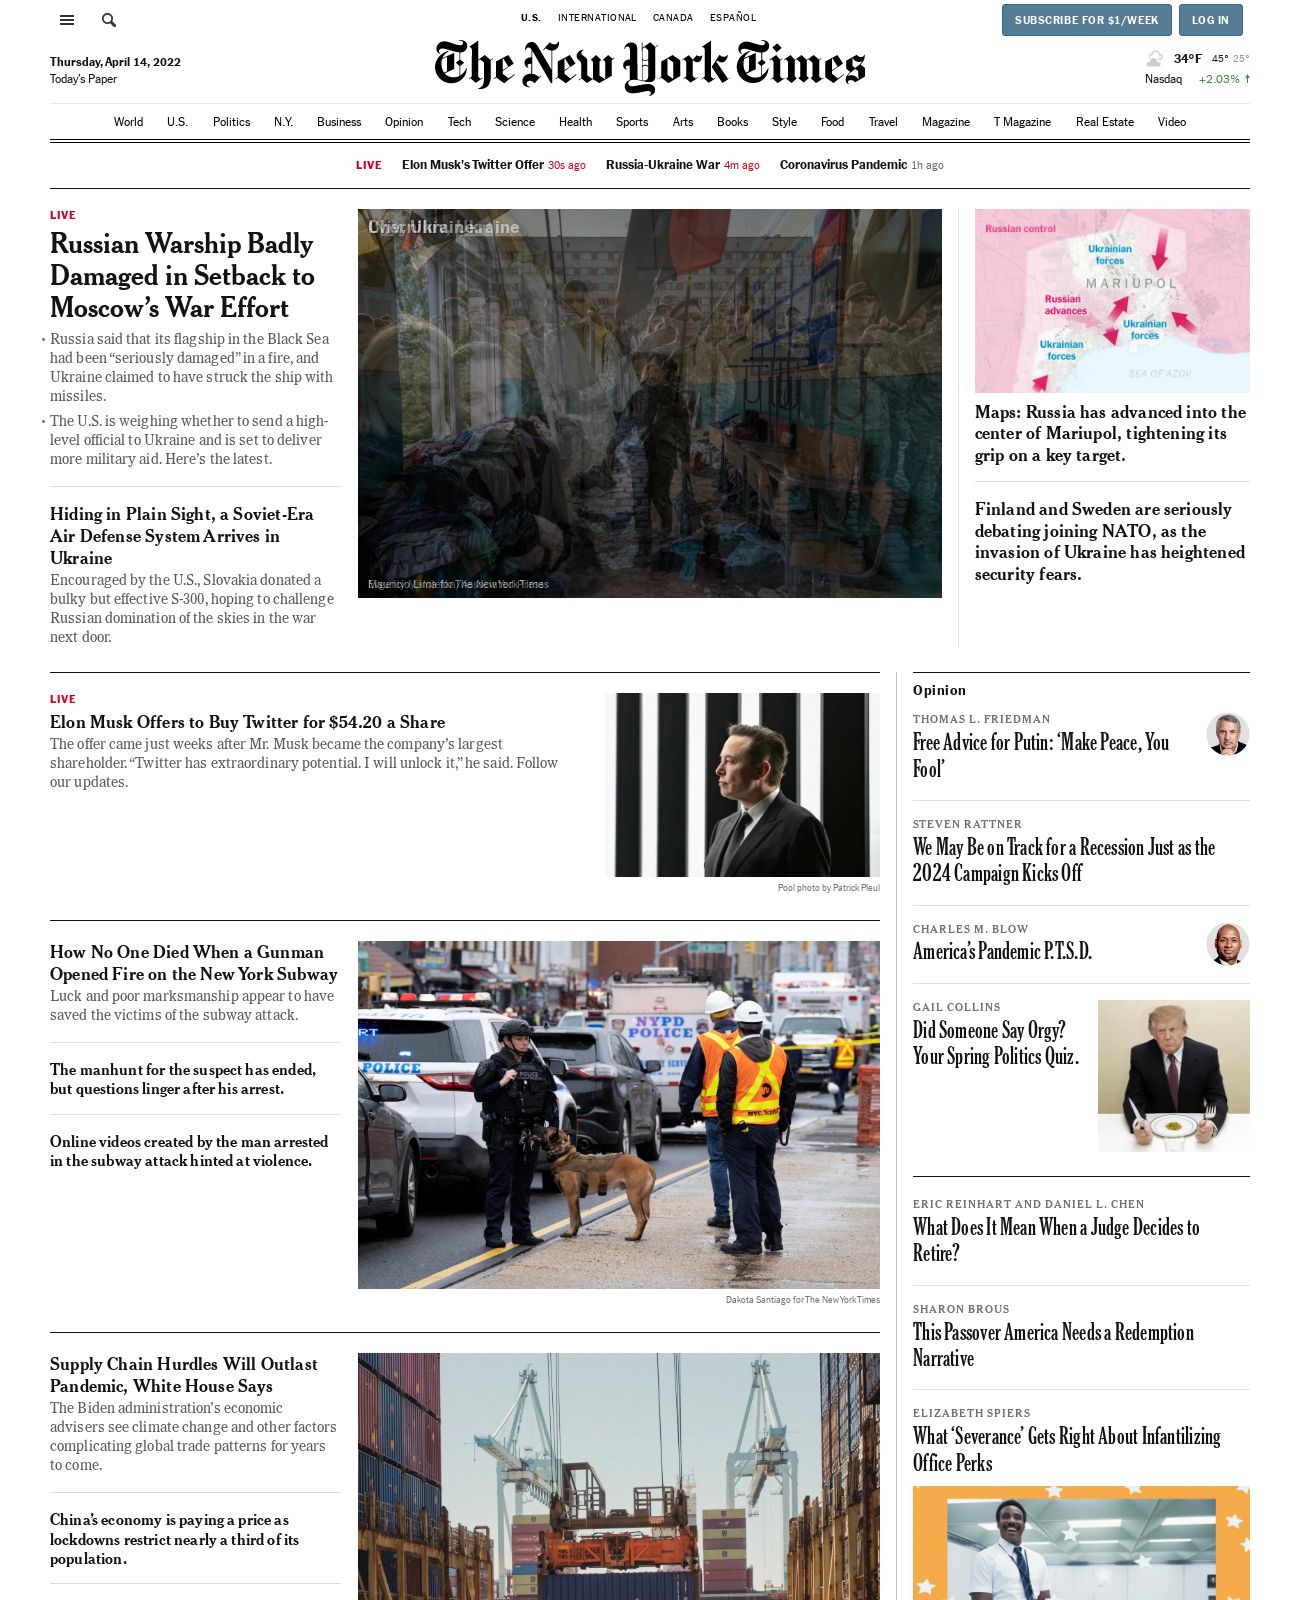 U.S. INTERNATIONAL CANADA ESPAÑOL
SUBSCRIBE FOR $1/WEEK
LOG IN
Thursday, April 14, 2022
Today's Paper
The New York Times
34°F 45° 25°
Nasdaq +2.03% ↑
World U.S. Politics N.Y. Business Opinion Tech Science Health Sports Arts Books Style Food Travel Magazine T Magazine Real Estate Video
LIVE Elon Musk's Twitter Offer 30s ago Russia-Ukraine War 4m ago Coronavirus Pandemic 1h ago
LIVE
Russian Warship Badly
Damaged in Setback to
Moscow's War Effort
• Russia said that its flagship in the Black Sea
had been “seriously damaged” in a fire, and
Ukraine claimed to have struck the ship with
missiles.
• The U.S. is weighing whether to send a high-
level official to Ukraine and is set to deliver
more military aid. Here's the latest.
Hiding in Plain Sight, a Soviet-Era
Air Defense System Arrives in
Ukraine
Encouraged by the U.S., Slovakia donated a
bulky but effective S-300, hoping to challenge
Russian domination of the skies in the war
next door.
Russian control
Ukrainian
forces
MARIUPOL
Russian
advances
Ukrainian
forces
Ukrainian
forces
SEA OF AZOV
Maps: Russia has advanced into the
center of Mariupol, tightening its
grip on a key target.
Finland and Sweden are seriously
debating joining NATO, as the
invasion of Ukraine has heightened
security fears.
LIVE
Elon Musk Offers to Buy Twitter for $54.20 a Share
The offer came just weeks after Mr. Musk became the company's largest
shareholder. “Twitter has extraordinary potential. I will unlock it,” he said. Follow
our updates.
Pool photo by Patrick Pleul
How No One Died When a Gunman
Opened Fire on the New York Subway
Luck and poor marksmanship appear to have
saved the victims of the subway attack.
The manhunt for the suspect has ended,
but questions linger after his arrest.
Online videos created by the man arrested
in the subway attack hinted at violence.
NYPD
POLICE
POLICE
Dakota Santiago for The New York Times
Supply Chain Hurdles Will Outlast
Pandemic, White House Says
The Biden administration's economic
advisers see climate change and other factors
complicating global trade patterns for years
to come.
China's economy is paying a price as
lockdowns restrict nearly a third of its
population.
Opinion
THOMAS L. FRIEDMAN
Free Advice for Putin: ‘Make Peace, You
Fool’
STEVEN RATTNER
We May Be on Track for a Recession Just as the
2024 Campaign Kicks Off
CHARLES M. BLOW
America's Pandemic P.T.S.D.
GAIL COLLINS
Did Someone Say Orgy?
Your Spring Politics Quiz.
ERIC REINHART AND DANIEL L. CHEN
What Does It Mean When a Judge Decides to
Retire?
SHARON BROUS
This Passover America Needs a Redemption
Narrative
ELIZABETH SPIERS
What ‘Severance’ Gets Right About Infantilizing
Office Perks